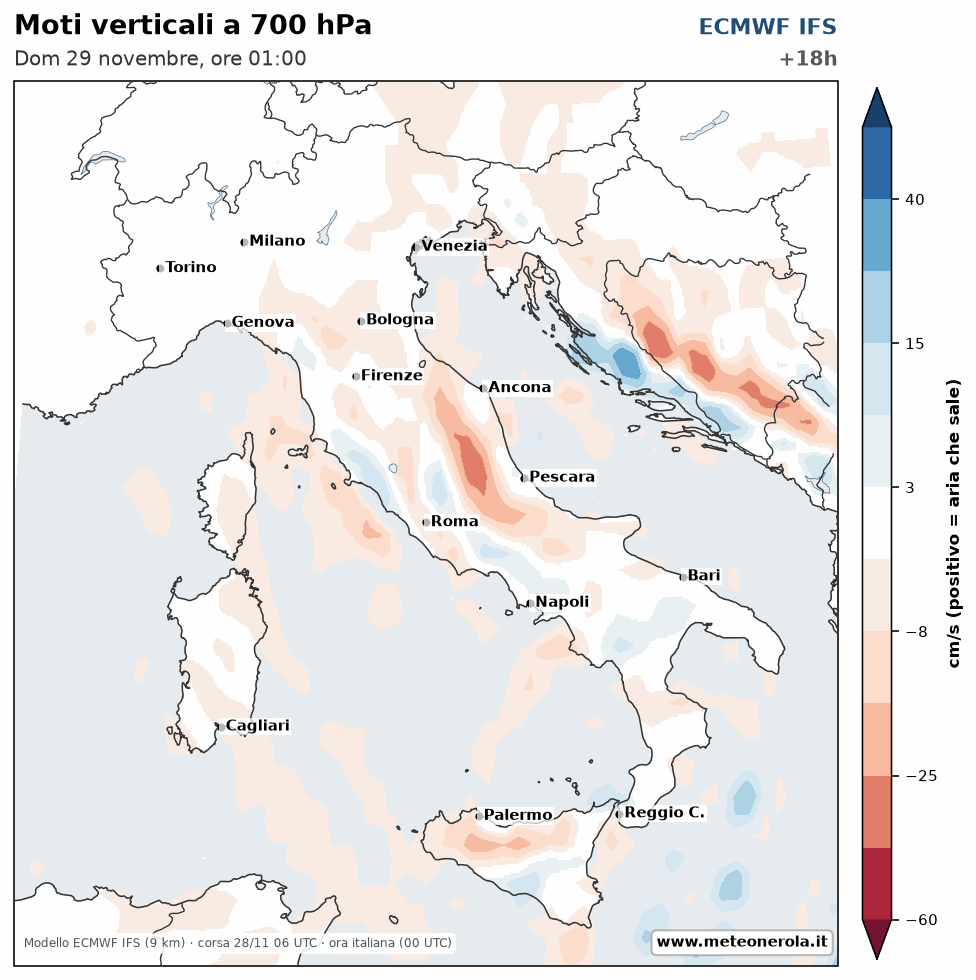 Moti verticali a 700 hPa
ECMWF IFS
Dom 29 novembre, ore 01:00
+18h
Milano
Venezia
Torino
Genova
Bologna
Firenze
Ancona
Pescara
Roma
Bari
Napoli
Cagliari
Palermo
Reggio C.
40
15
3
−8
−25
−60
cm/s (positivo = aria che sale)
Modello ECMWF IFS (9 km) · corsa 28/11 06 UTC · ora italiana (00 UTC)
www.meteonerola.it